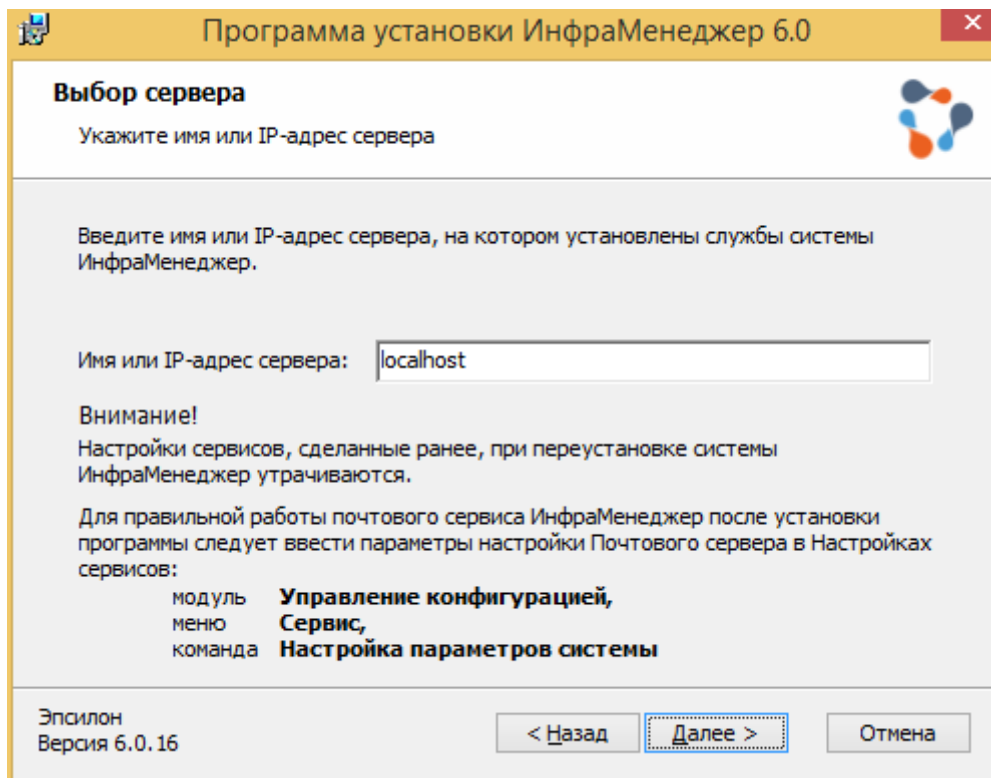 Программа установки ИнфраМенеджер 6.0
Выбор сервера
Укажите имя или IP-адрес сервера
Введите имя или IP-адрес сервера, на котором установлены службы системы
ИнфраМенеджер.
Имя или IP-адрес сервера: localhost
Внимание!
Настройки сервисов, сделанные ранее, при переустановке системы
ИнфраМенеджер утрачиваются.
Для правильной работы почтового сервиса ИнфраМенеджер после установки
программы следует ввести параметры настройки Почтового сервера в Настройках
сервисов:
модуль Управление конфигурацией,
меню Сервис,
команда Настройка параметров системы
Эпсилон
Версия 6.0.16
< Назад Далее > Отмена